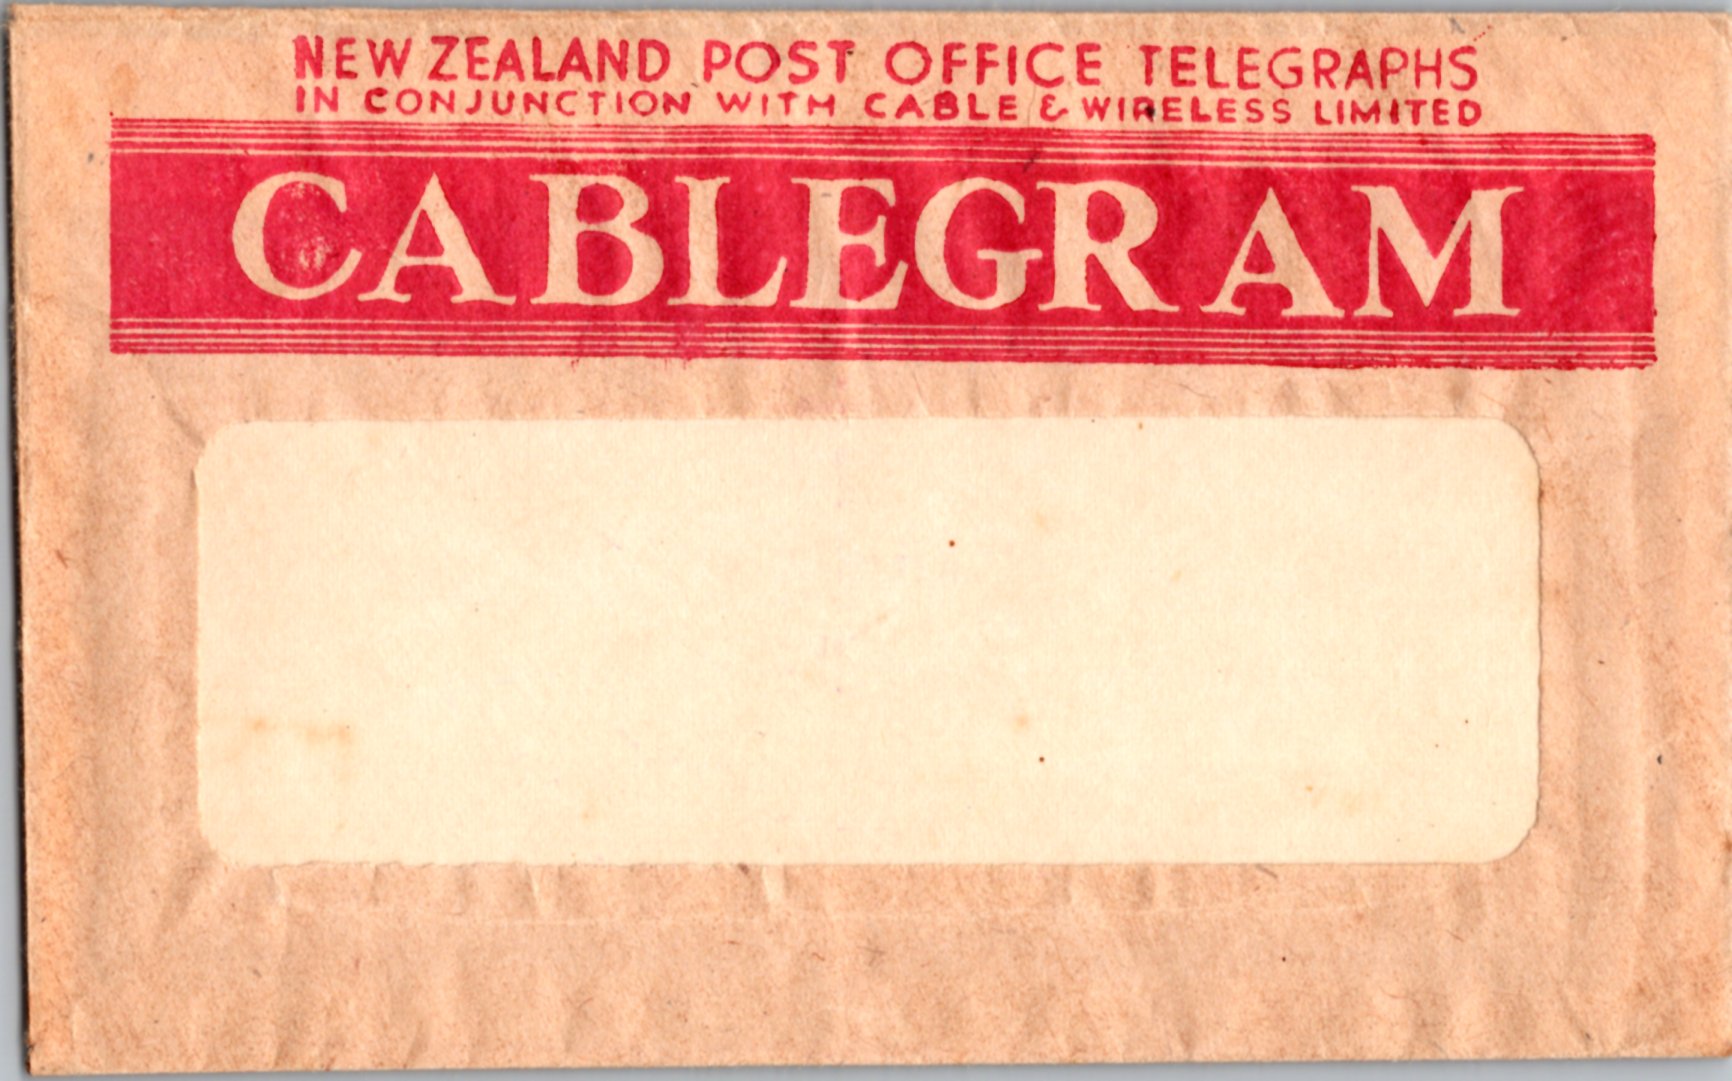 NEW ZEALAND POST OFFICE TELEGRAPHS
IN CONJUNCTION WITH CABLE & WIRELESS LIMITED
CABLEGRAM